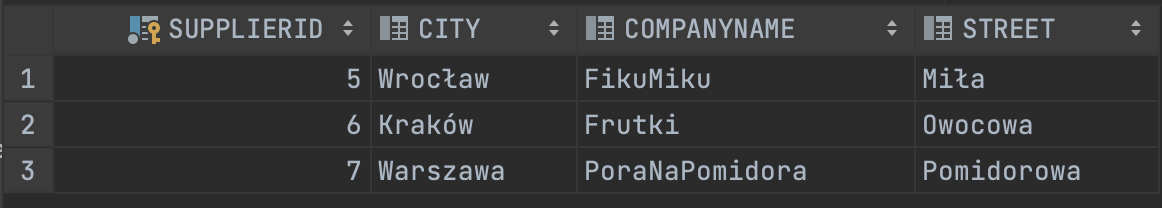 SUPPLIERID CITY COMPANYNAME STREET
1 5 Wrocław FikuMiku Miła
2 6 Kraków Frutki Owocowa
3 7 Warszawa PoraNaPomidora Pomidorowa